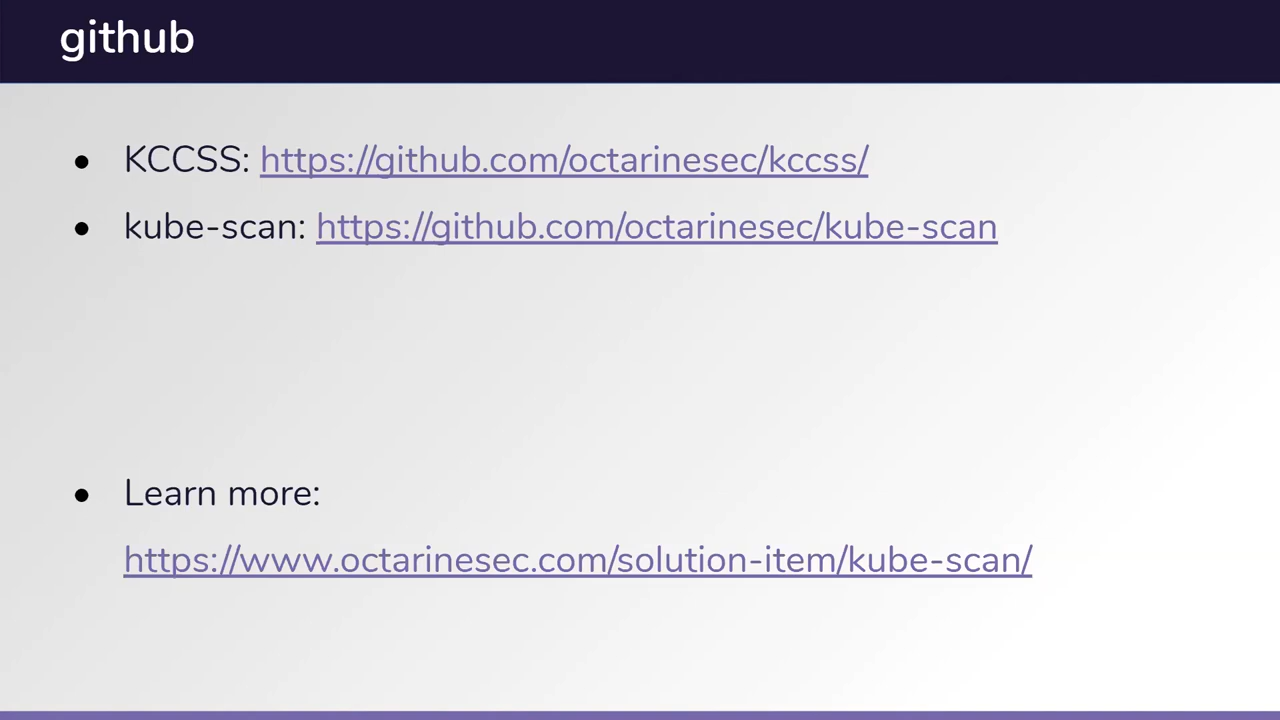 github
• KCCSS: https://github.com/octarinesec/kccss/
• kube-scan: https://github.com/octarinesec/kube-scan
• Learn more:
https://www.octarinesec.com/solution-item/kube-scan/